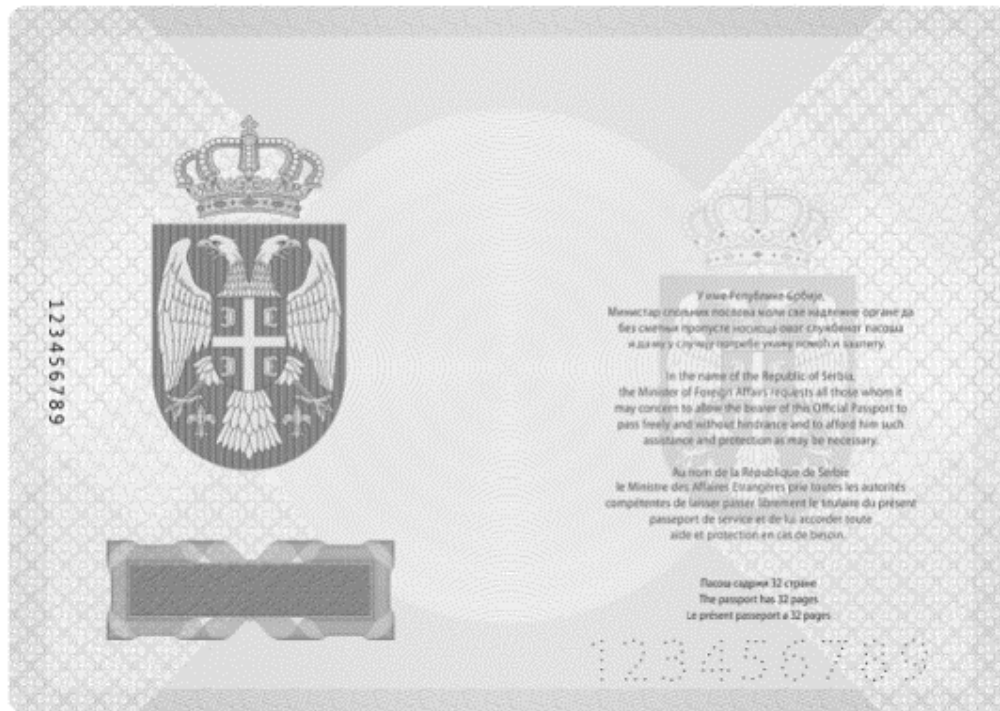 123456789
У име Републике Србије,
Министар спољних послова моли све надлежне органе да
без сметњи пропусте носиоца овог службеног пасоша
и да му у случају потребе укажу помоћ и заштиту.
In the name of the Republic of Serbia,
the Minister of Foreign Affairs requests all those whom it
may concern to allow the bearer of this Official Passport to
pass freely and without hindrance and to afford him such
assistance and protection as may be necessary.
Au nom de la République de Serbie
le Ministre des Affaires Etrangères prie toutes les autorités
compétentes de laisser passer librement le titulaire du présent
passeport de service et de lui accorder toute
aide et protection en cas de besoin.
Пасош садржи 32 стране
The passport has 32 pages
Le présent passeport a 32 pages
123456789